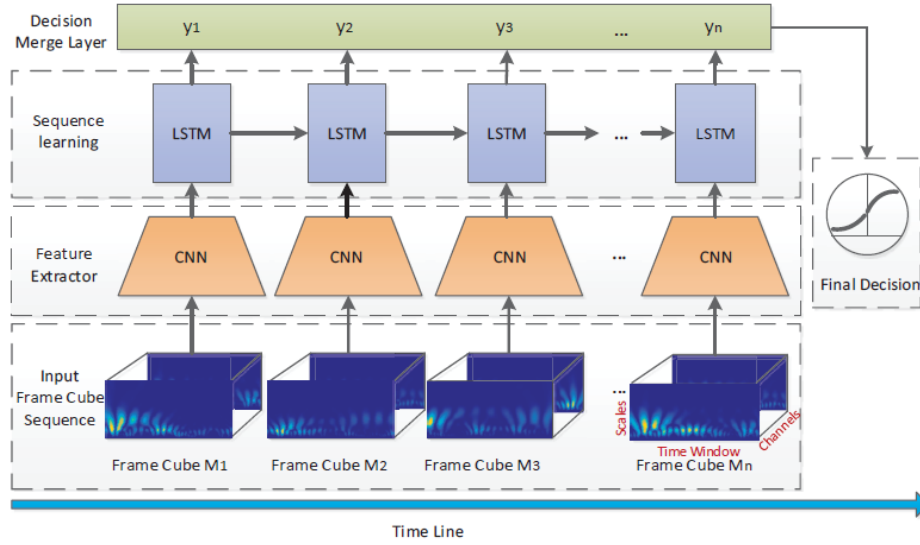 Decision
Merge Layer
y1 y2 y3 ... yn
Sequence
learning
LSTM LSTM LSTM ... LSTM
Feature
Extractor
CNN CNN CNN ... CNN
Final Decision
Input
Frame Cube
Sequence
...
Scales
Time Window
Channels
Frame Cube M1 Frame Cube M2 Frame Cube M3 Frame Cube Mn
Time Line